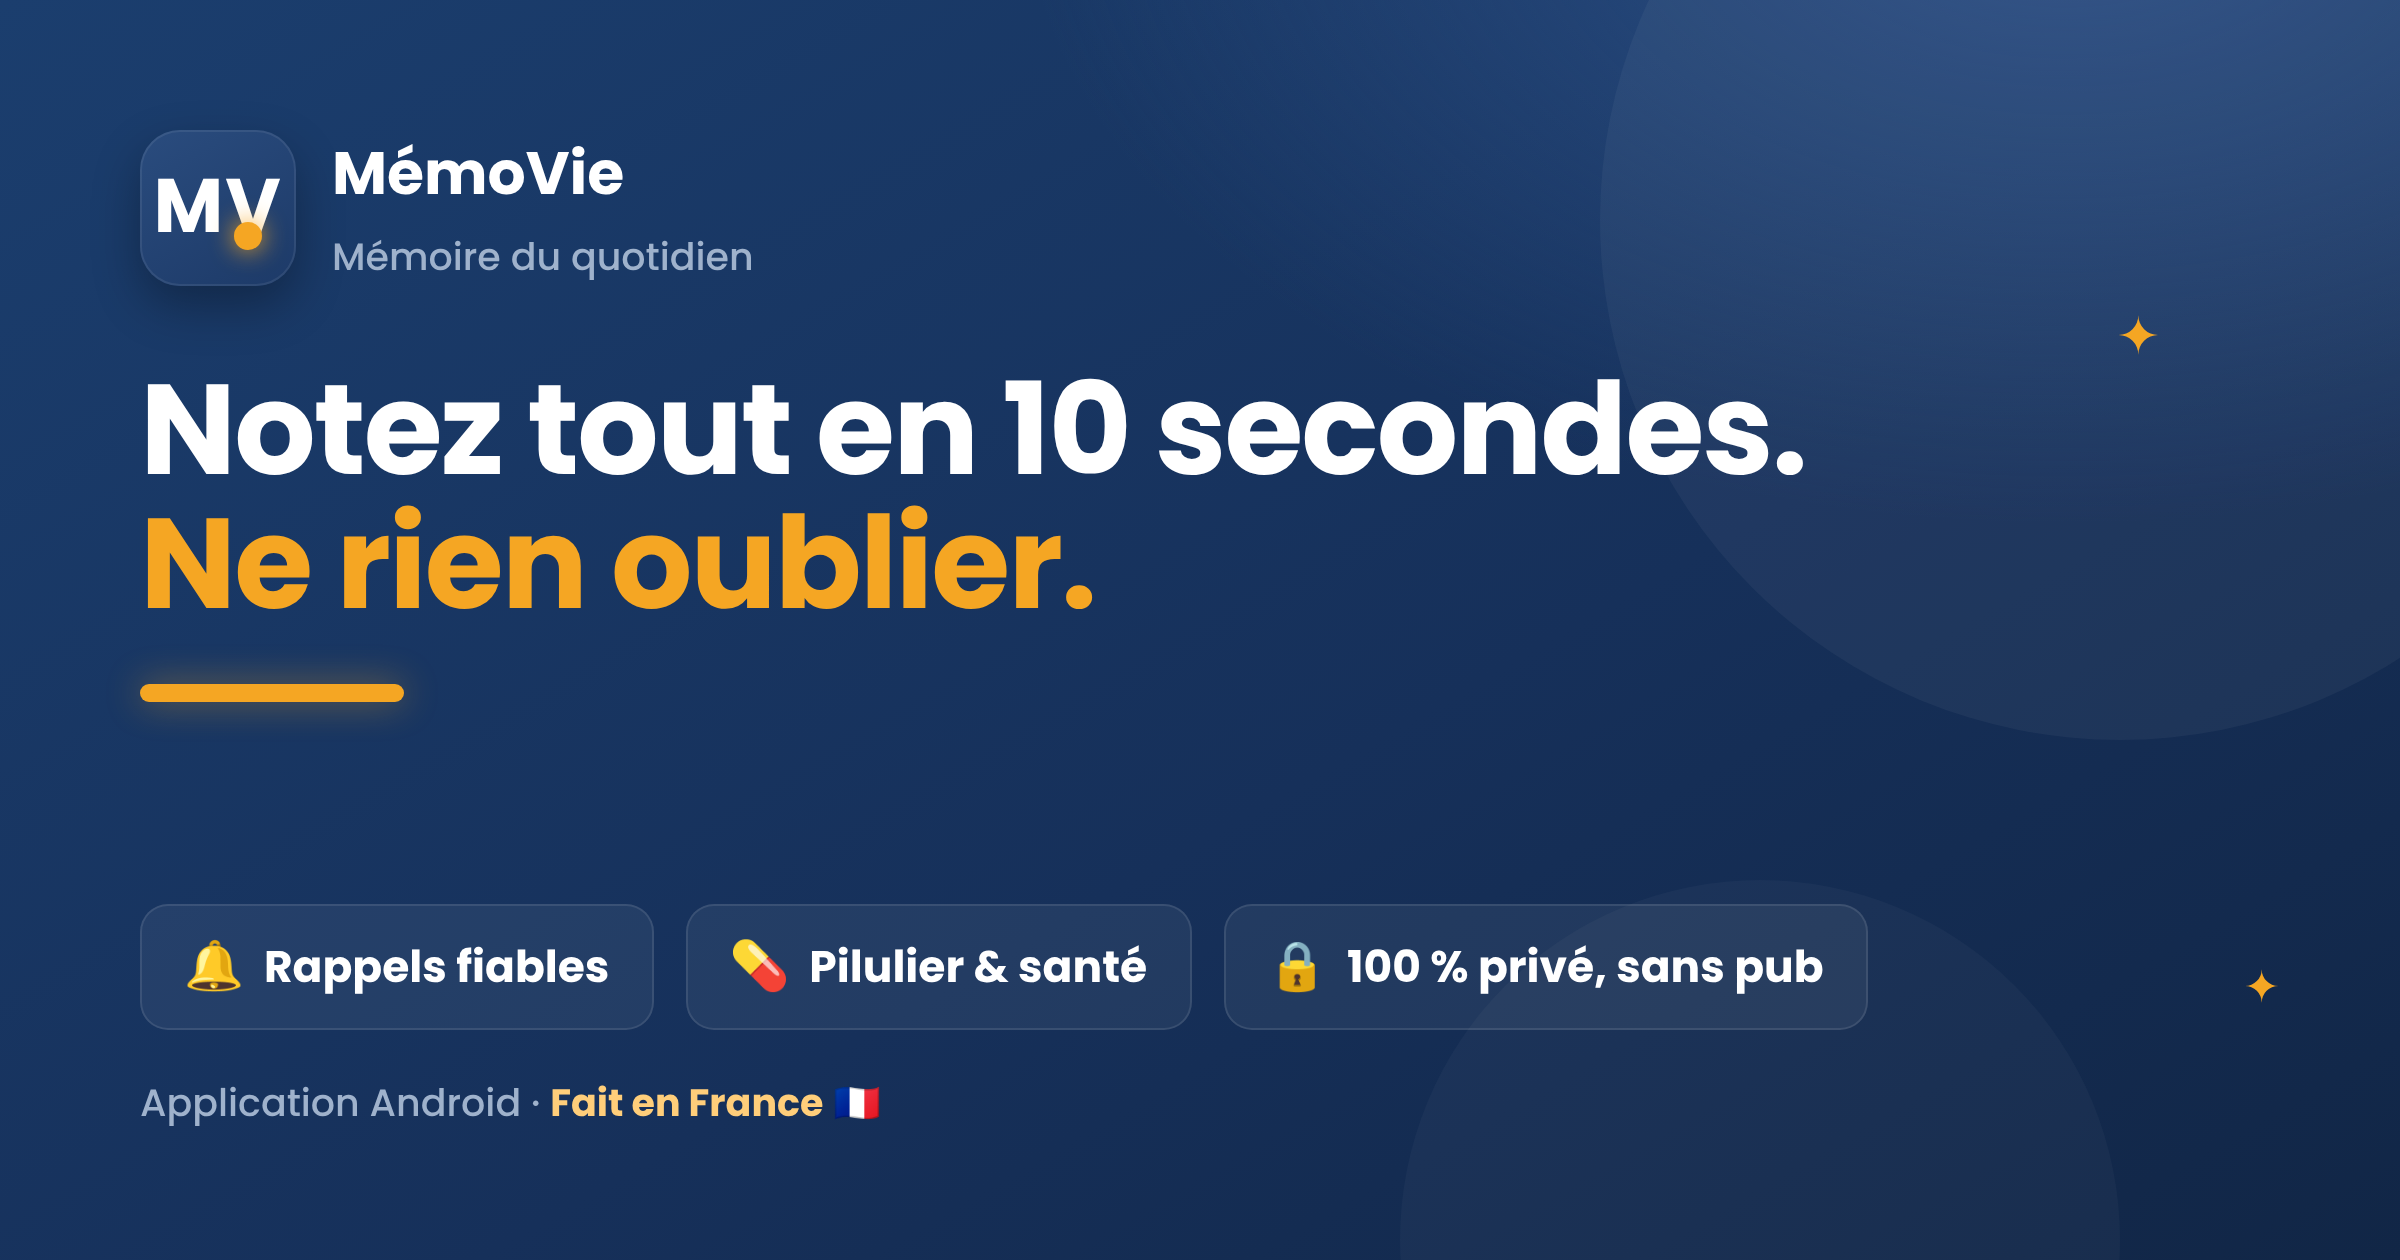 MV
MémoVie
Mémoire du quotidien
Notez tout en 10 secondes.
Ne rien oublier.
🔔 Rappels fiables
💊 Pilulier & santé
🔒 100 % privé, sans pub
Application Android · Fait en France 🇫🇷